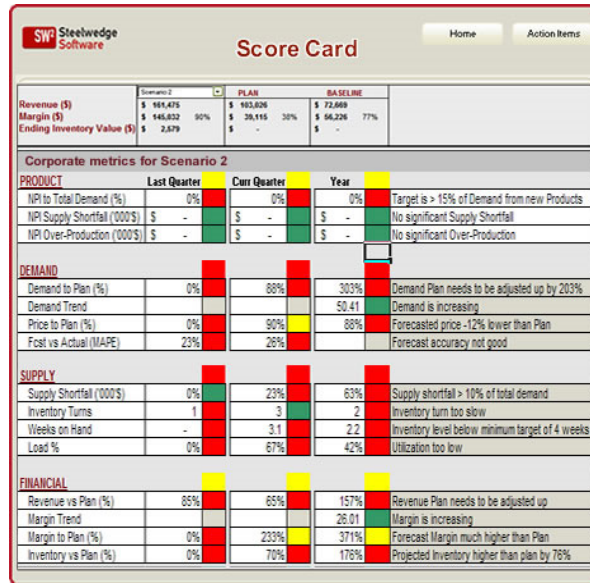 SW² Steelwedge Software
Score Card
Home
Action Items
Scenario 2 PLAN BASELINE
Revenue ($) $ 161,475 $ 103,026 $ 72,669
Margin ($) $ 145,032 90% $ 39,115 38% $ 56,226 77%
Ending Inventory Value ($) $ 2,579 $ - $ -
Corporate metrics for Scenario 2
PRODUCT Last Quarter Curr Quarter Year
NPI to Total Demand (%) 0% 0% 0% Target is > 15% of Demand from new Products
NPI Supply Shortfall ('000'$) $ - $ - $ - No significant Supply Shortfall
NPI Over-Production ('000'$) $ - $ - $ - No significant Over-Production
DEMAND
Demand to Plan (%) 0% 88% 303% Demand Plan needs to be adjusted up by 203%
Demand Trend 50.41 Demand is increasing
Price to Plan (%) 0% 90% 88% Forecasted price -12% lower than Plan
Fcst vs Actual (MAPE) 23% 26% Forecast accuracy not good
SUPPLY
Supply Shortfall ('000'$) 0% 23% 63% Supply shortfall > 10% of total demand
Inventory Turns 1 3 2 Inventory turn too slow
Weeks on Hand - 3.1 2.2 Inventory level below minimum target of 4 weeks
Load % 0% 67% 42% Utilization too low
FINANCIAL
Revenue vs Plan (%) 85% 65% 157% Revenue Plan needs to be adjusted up
Margin Trend 26.01 Margin is increasing
Margin to Plan (%) 0% 233% 371% Forecast Margin much higher than Plan
Inventory vs Plan (%) 0% 70% 176% Projected Inventory higher than plan by 76%